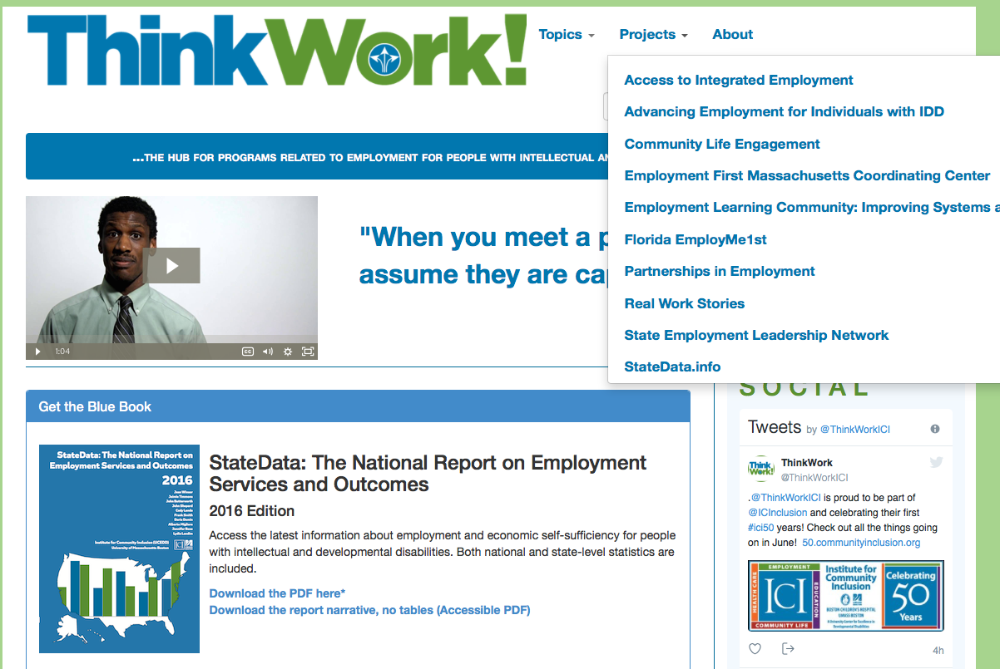 ThinkWork!
Topics
Projects
About
Access to Integrated Employment
Advancing Employment for Individuals with IDD
Community Life Engagement
Employment First Massachusetts Coordinating Center
Employment Learning Community: Improving Systems a
Florida EmployMe1st
Partnerships in Employment
Real Work Stories
State Employment Leadership Network
StateData.info
...THE HUB FOR PROGRAMS RELATED TO EMPLOYMENT FOR PEOPLE WITH INTELLECTUAL AN
1:04
CC
"When you meet a p
assume they are cap
Get the Blue Book
StateData: The National Report on
Employment Services and Outcomes
2016
Institute for Community Inclusion (UCEDD)
University of Massachusetts Boston
StateData: The National Report on Employment
Services and Outcomes
2016 Edition
Access the latest information about employment and economic self-sufficiency for people
with intellectual and developmental disabilities. Both national and state-level statistics are
included.
Download the PDF here*
Download the report narrative, no tables (Accessible PDF)
SOCIAL
Tweets by @ThinkWorkICI
Think
Work!
ThinkWork
@ThinkWorkICI
.@ThinkWorkICI is proud to be part of
@ICInclusion and celebrating their first
#ici50 years! Check out all the things going
on in June! 50.communityinclusion.org
EMPLOYMENT
HEALTH CARE
ICI
EDUCATION
COMMUNITY LIFE
Institute for
Community
Inclusion
BOSTON CHILDREN'S HOSPITAL
UMASS BOSTON
A University Center for Excellence in
Developmental Disabilities
Celebrating
50
Years
4h